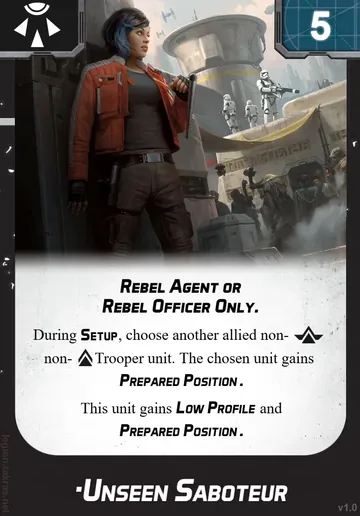 5
REBEL AGENT OR
REBEL OFFICER ONLY.
During SETUP, choose another allied non-
non- Trooper unit. The chosen unit gains
PREPARED POSITION.
This unit gains LOW PROFILE and
PREPARED POSITION.
•UNSEEN SABOTEUR
v1.0